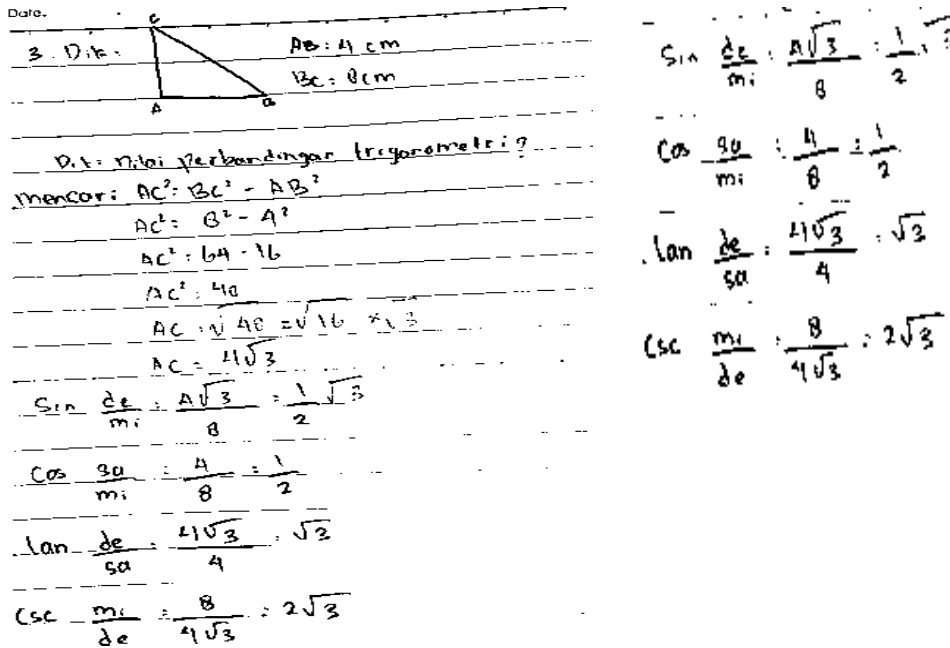 Date.
3. Dik:
C
A
B
AB : 4 cm
BC : 8 cm
Dit : Nilai perbandingan trigonometri ?
mencari AC² : BC² - AB²
AC² : 8² - 4²
AC² : 64 - 16
AC² : 48
AC : √48 = √16 × √3
AC = 4√3
Sin de/mi : 4√3/8 : 1/2 √3
Cos sa/mi : 4/8 : 1/2
tan de/sa : 4√3/4 : √3
Csc mi/de : 8/4√3 : 2√3
Sin de/mi : 4√3/8 : 1/2 √3
Cos sa/mi : 4/8 : 1/2
tan de/sa : 4√3/4 : √3
Csc mi/de : 8/4√3 : 2√3